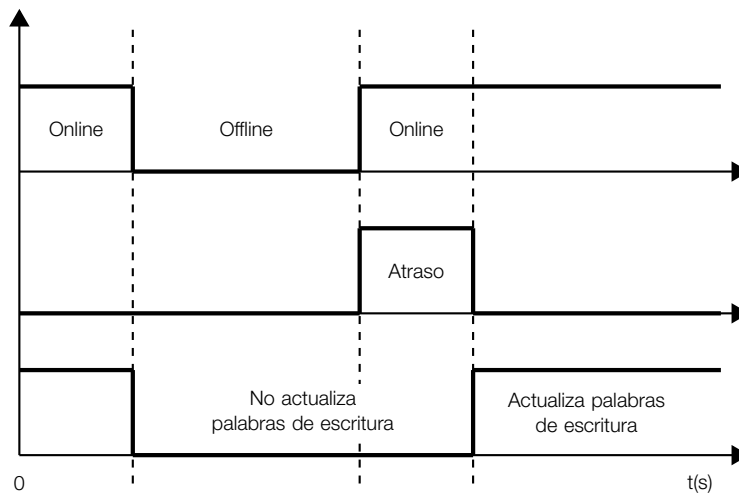 Online
Offline
Online
Atraso
No actualiza
palabras de escritura
Actualiza palabras
de escritura
0
t(s)